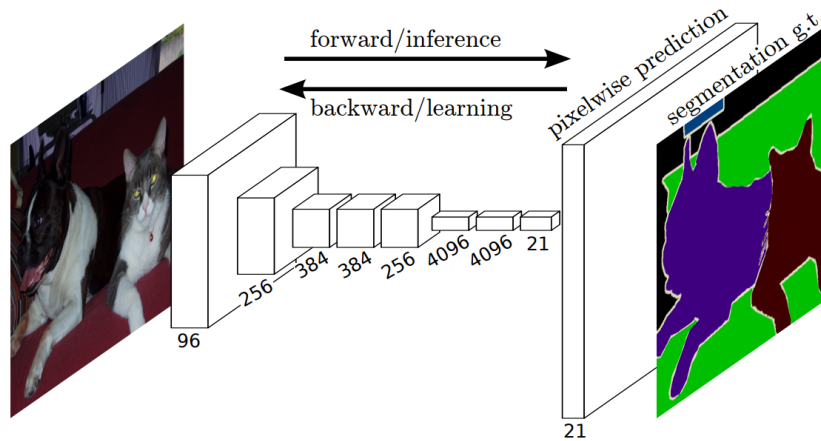 forward/inference
backward/learning
pixelwise prediction
segmentation g.t.
96
256
384
384
256
4096
4096
21
21